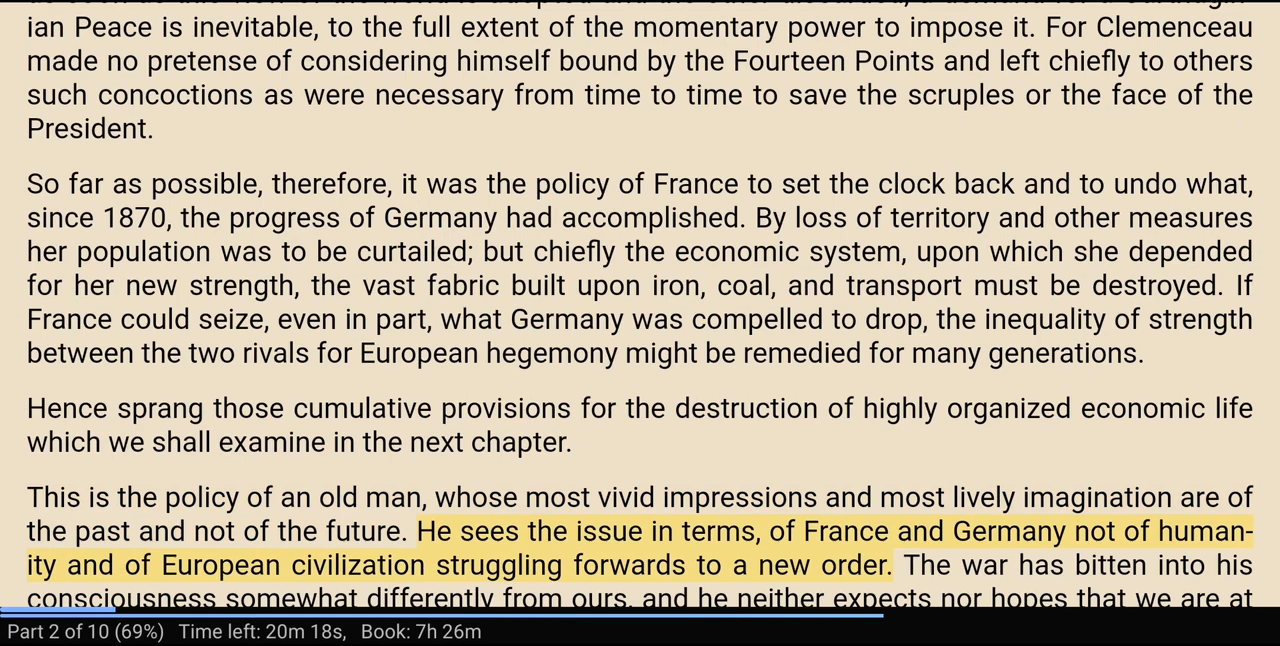 ian Peace is inevitable, to the full extent of the momentary power to impose it. For Clemenceau
made no pretense of considering himself bound by the Fourteen Points and left chiefly to others
such concoctions as were necessary from time to time to save the scruples or the face of the
President.
So far as possible, therefore, it was the policy of France to set the clock back and to undo what,
since 1870, the progress of Germany had accomplished. By loss of territory and other measures
her population was to be curtailed; but chiefly the economic system, upon which she depended
for her new strength, the vast fabric built upon iron, coal, and transport must be destroyed. If
France could seize, even in part, what Germany was compelled to drop, the inequality of strength
between the two rivals for European hegemony might be remedied for many generations.
Hence sprang those cumulative provisions for the destruction of highly organized economic life
which we shall examine in the next chapter.
This is the policy of an old man, whose most vivid impressions and most lively imagination are of
the past and not of the future. He sees the issue in terms, of France and Germany not of human-
ity and of European civilization struggling forwards to a new order. The war has bitten into his
consciousness somewhat differently from ours, and he neither expects nor hopes that we are at
Part 2 of 10 (69%) Time left: 20m 18s, Book: 7h 26m